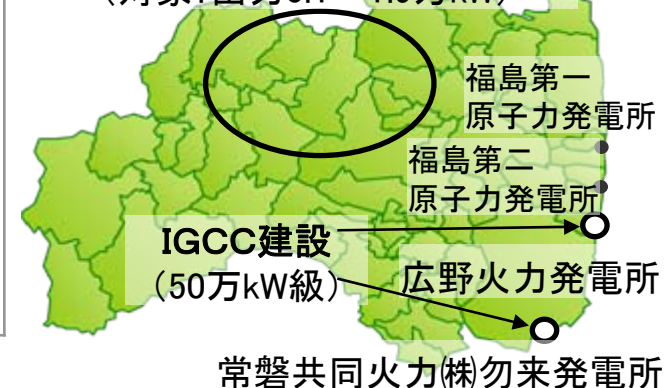 福島第一
原子力発電所
福島第二
原子力発電所
IGCC建設
（50万kW級）
広野火力発電所
常磐共同火力㈱勿来発電所